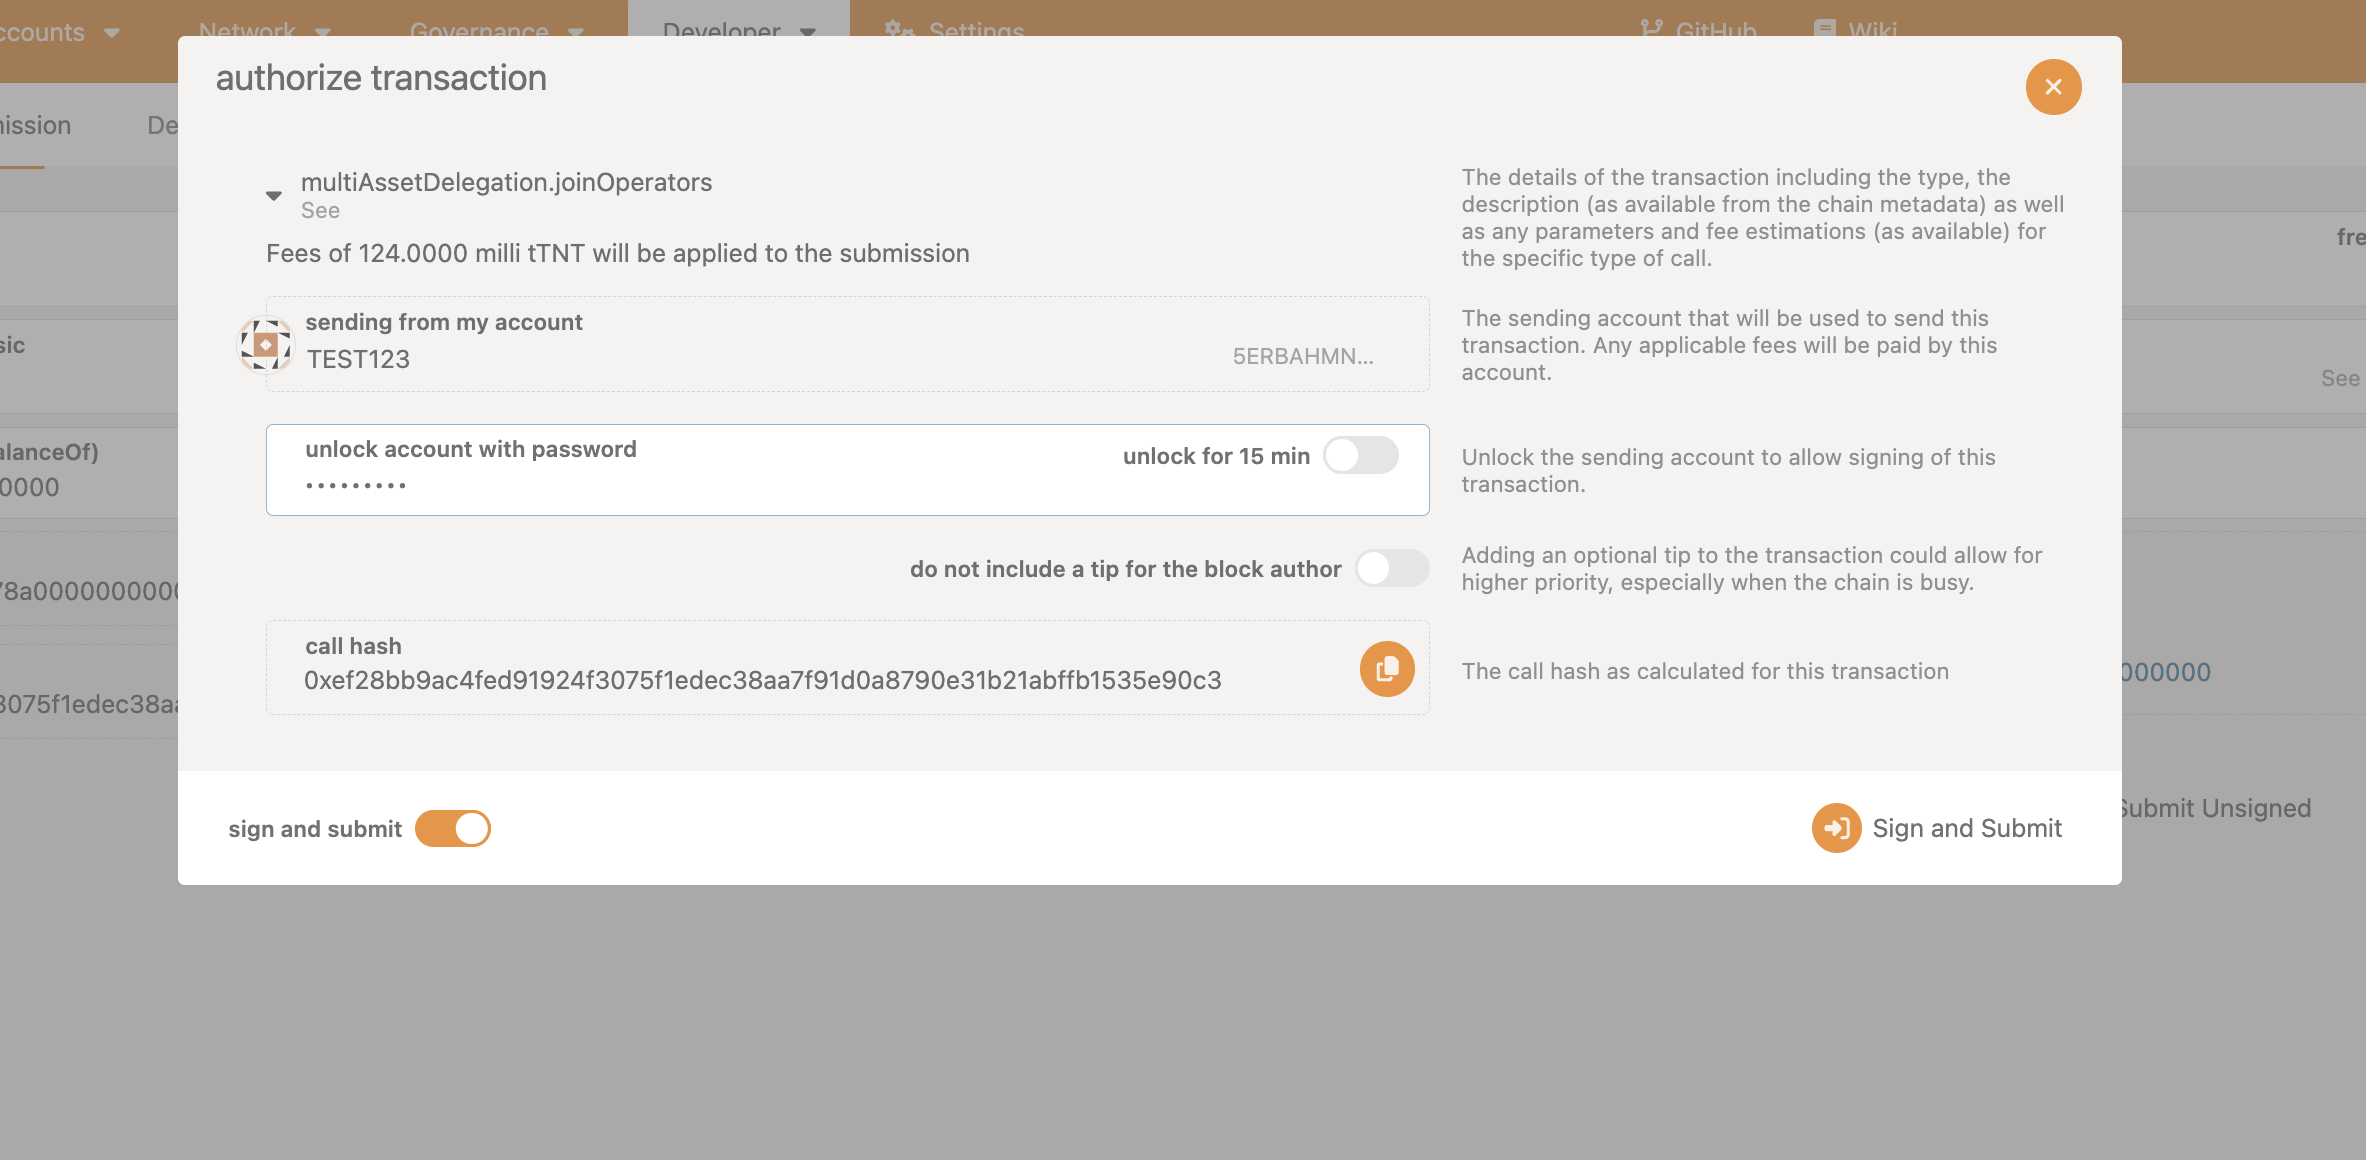 ccounts
Network
Governance
Developer
Settings
GitHub
Wiki
authorize transaction
ission
De
multiAssetDelegation.joinOperators
See
Fees of 124.0000 milli tTNT will be applied to the submission
The details of the transaction including the type, the
description (as available from the chain metadata) as well
as any parameters and fee estimations (as available) for
the specific type of call.
fre
sic
sending from my account
TEST123
5ERBAHMN...
The sending account that will be used to send this
transaction. Any applicable fees will be paid by this
account.
See
alanceOf)
0000
unlock account with password
•••••••••
unlock for 15 min
Unlock the sending account to allow signing of this
transaction.
do not include a tip for the block author
Adding an optional tip to the transaction could allow for
higher priority, especially when the chain is busy.
78a0000000000
call hash
0xef28bb9ac4fed91924f3075f1edec38aa7f91d0a8790e31b21abffb1535e90c3
The call hash as calculated for this transaction
000000
3075f1edec38aa
sign and submit
Sign and Submit
Submit Unsigned